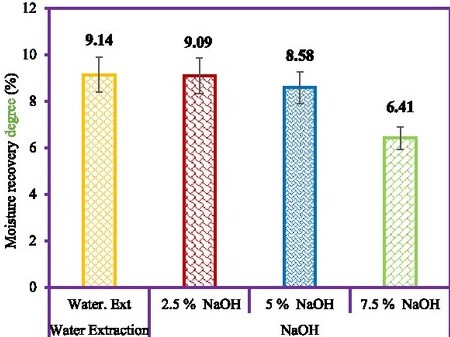 Moisture recovery degree (%)
12
10
8
6
4
2
0
9.14
9.09
8.58
6.41
Water. Ext
2.5 % NaOH
5 % NaOH
7.5 % NaOH
Water Extraction
NaOH